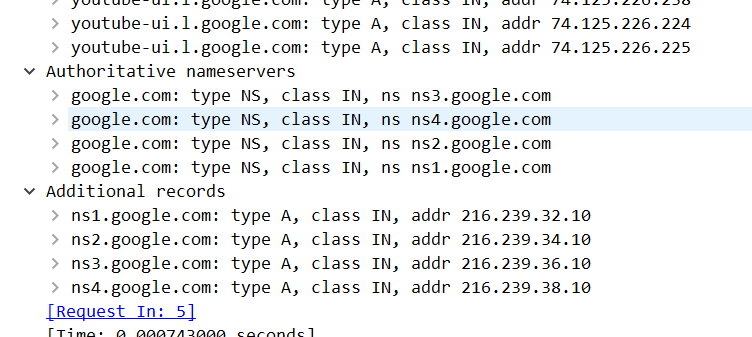 youtube-ui.l.google.com: type A, class IN, addr 74.125.226.238
youtube-ui.l.google.com: type A, class IN, addr 74.125.226.224
youtube-ui.l.google.com: type A, class IN, addr 74.125.226.225
Authoritative nameservers
google.com: type NS, class IN, ns ns3.google.com
google.com: type NS, class IN, ns ns4.google.com
google.com: type NS, class IN, ns ns2.google.com
google.com: type NS, class IN, ns ns1.google.com
Additional records
ns1.google.com: type A, class IN, addr 216.239.32.10
ns2.google.com: type A, class IN, addr 216.239.34.10
ns3.google.com: type A, class IN, addr 216.239.36.10
ns4.google.com: type A, class IN, addr 216.239.38.10
[Request In: 5]
[Time: 0.000743000 seconds]